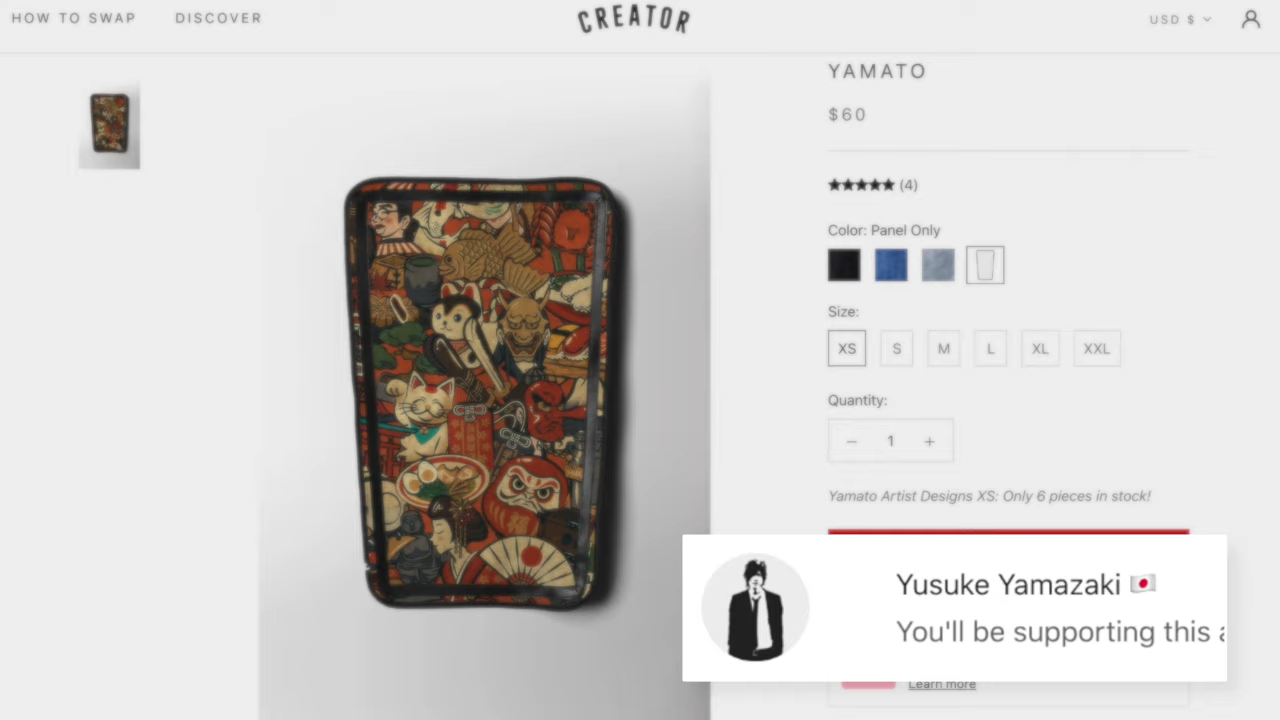 HOW TO SWAP
DISCOVER
CREATOR
USD $
YAMATO
$60
(4)
Color: Panel Only
Size:
XS S M L XL XXL
Quantity:
− 1 +
Yamato Artist Designs XS: Only 6 pieces in stock!
Yusuke Yamazaki 🇯🇵
You'll be supporting this
Learn more